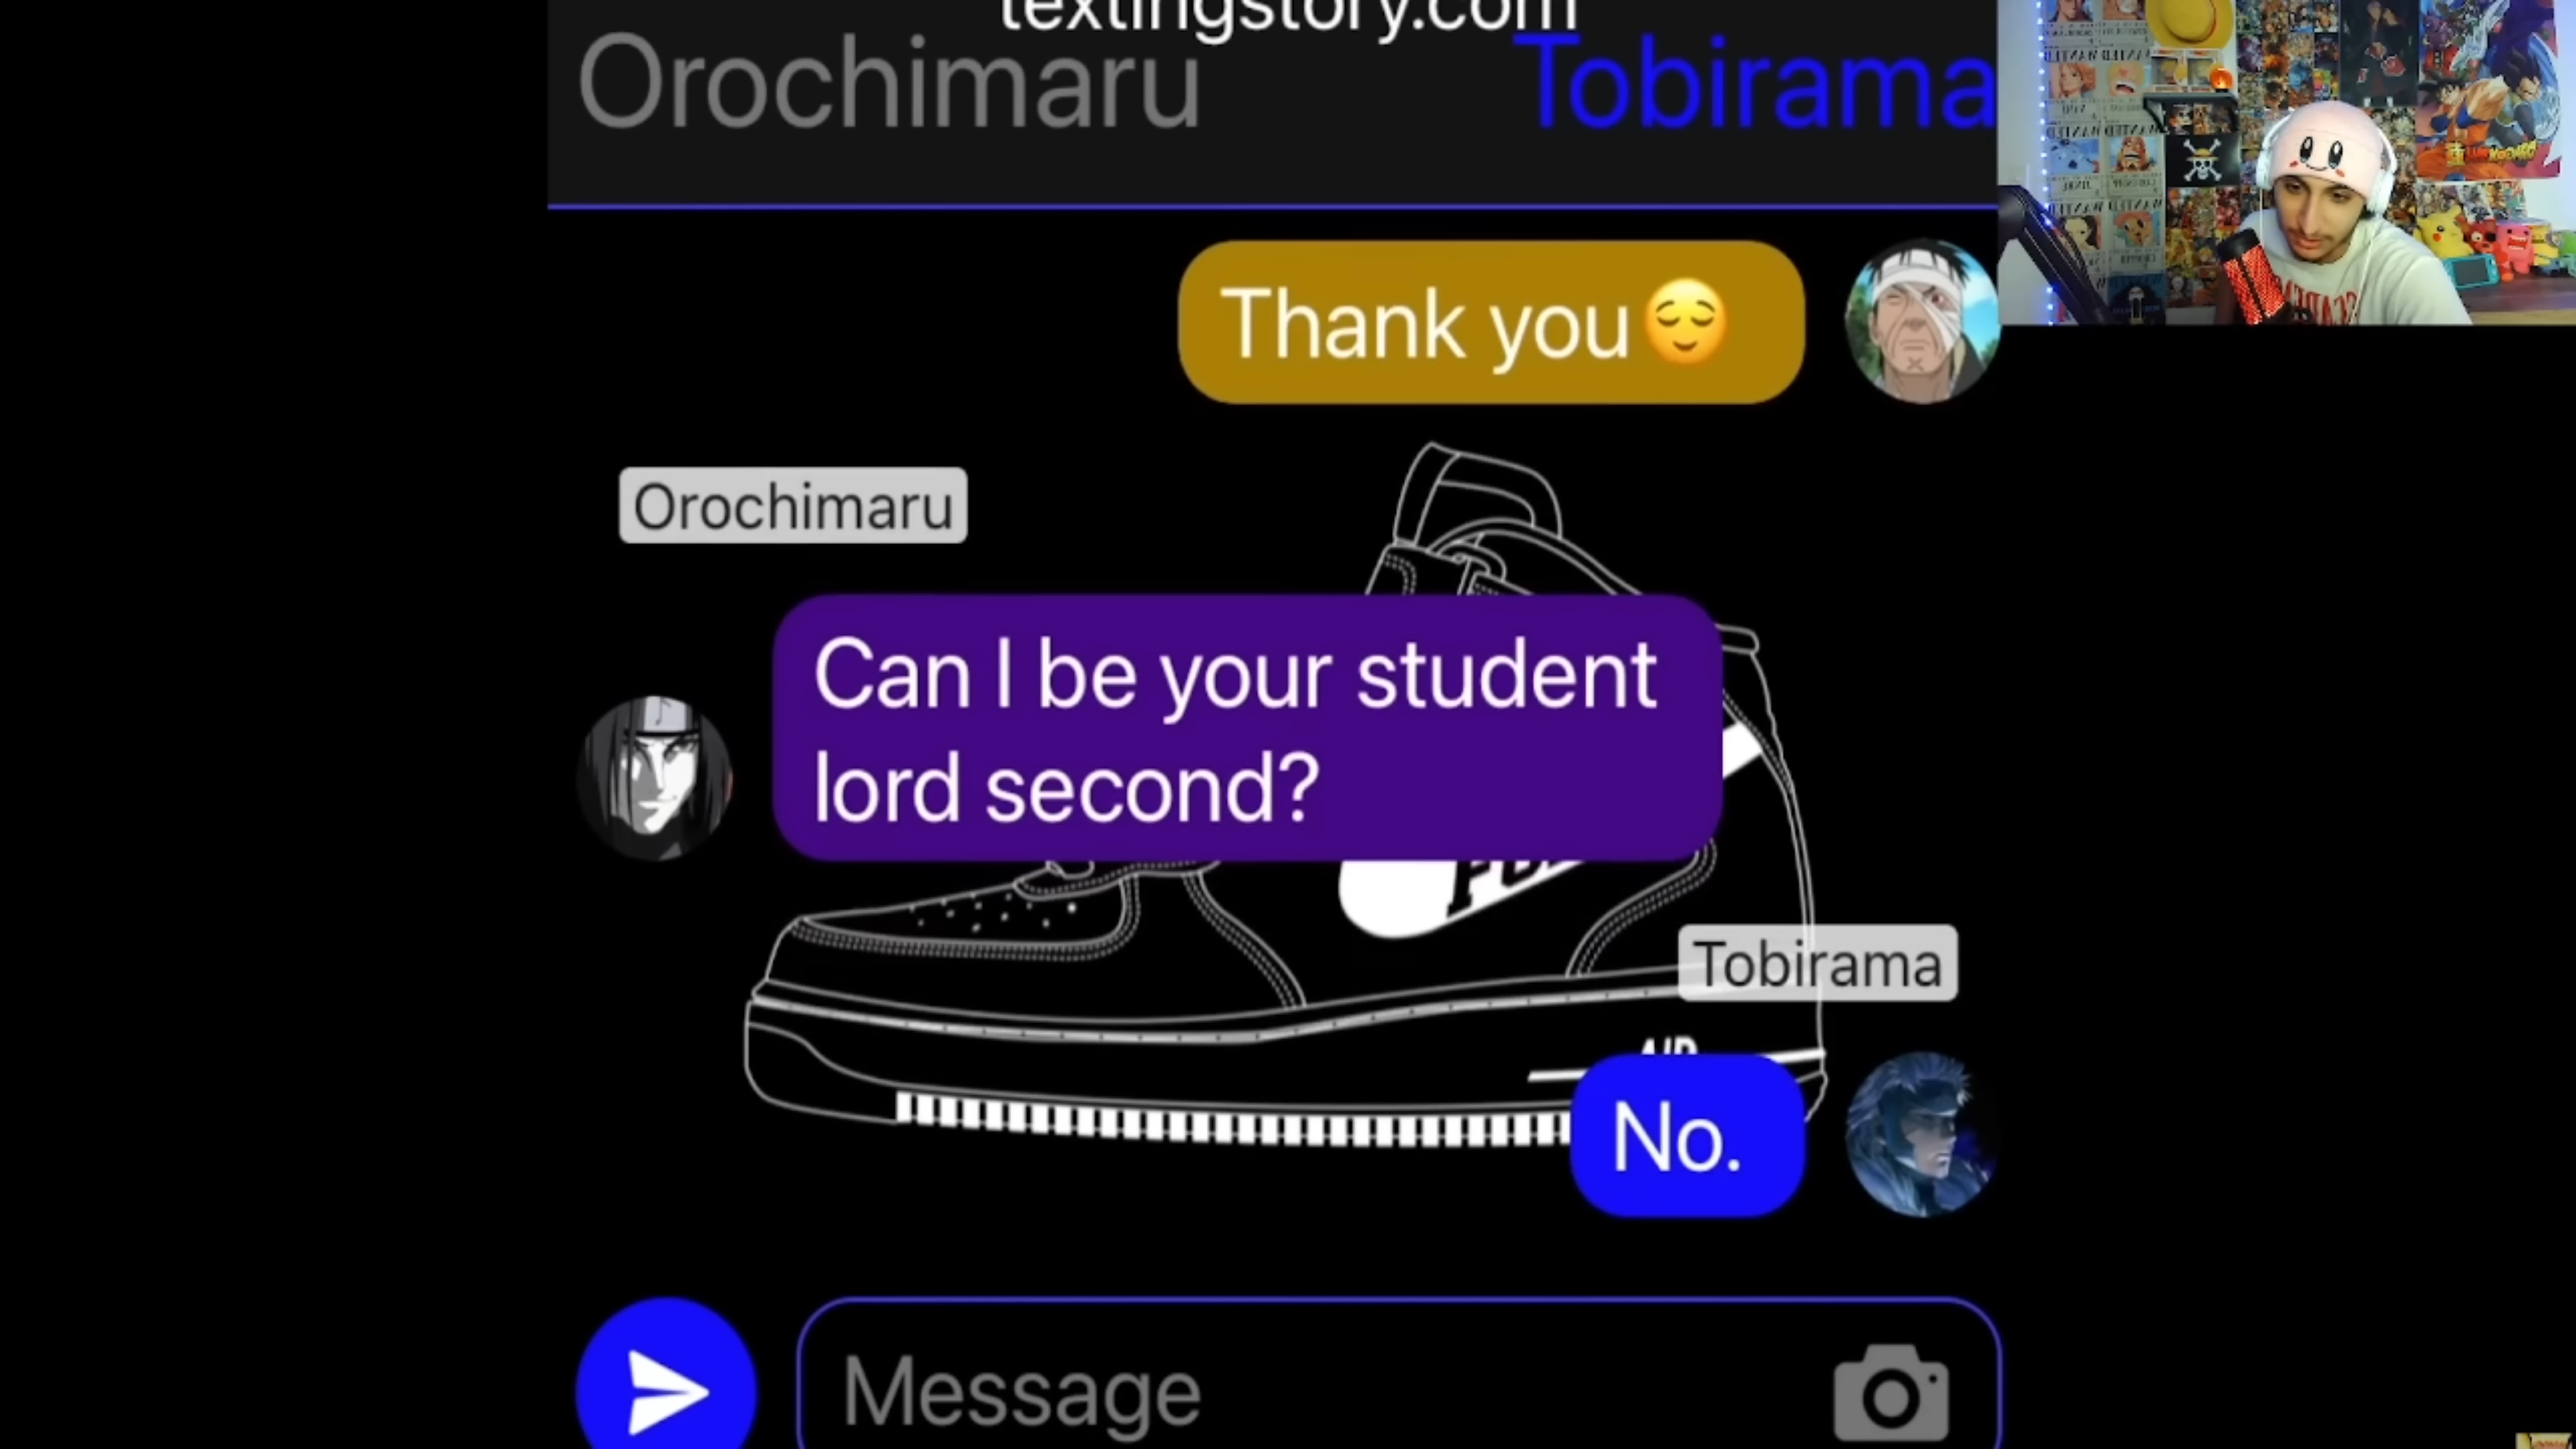 textingstory.com
Orochimaru
Tobirama
Thank you
Orochimaru
Can I be your student
lord second?
Tobirama
No.
Message